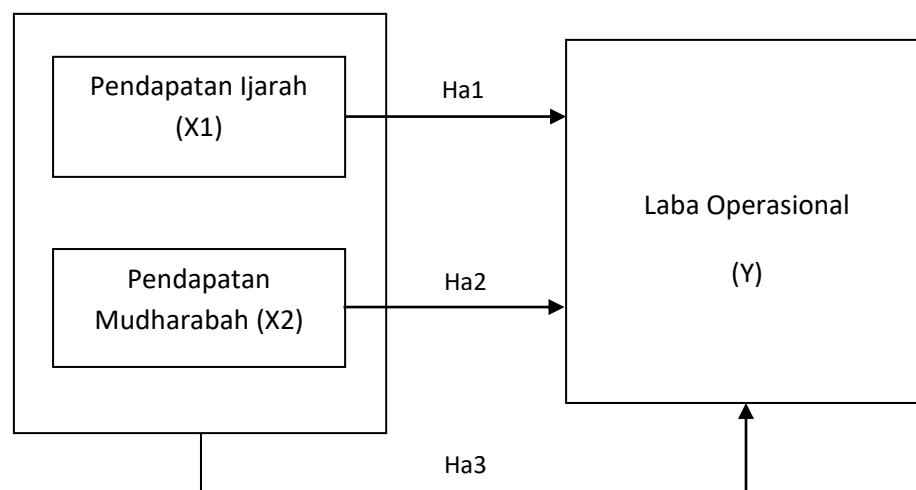 Pendapatan Ijarah
(X1)
Ha1
Laba Operasional
(Y)
Pendapatan
Mudharabah (X2)
Ha2
Ha3